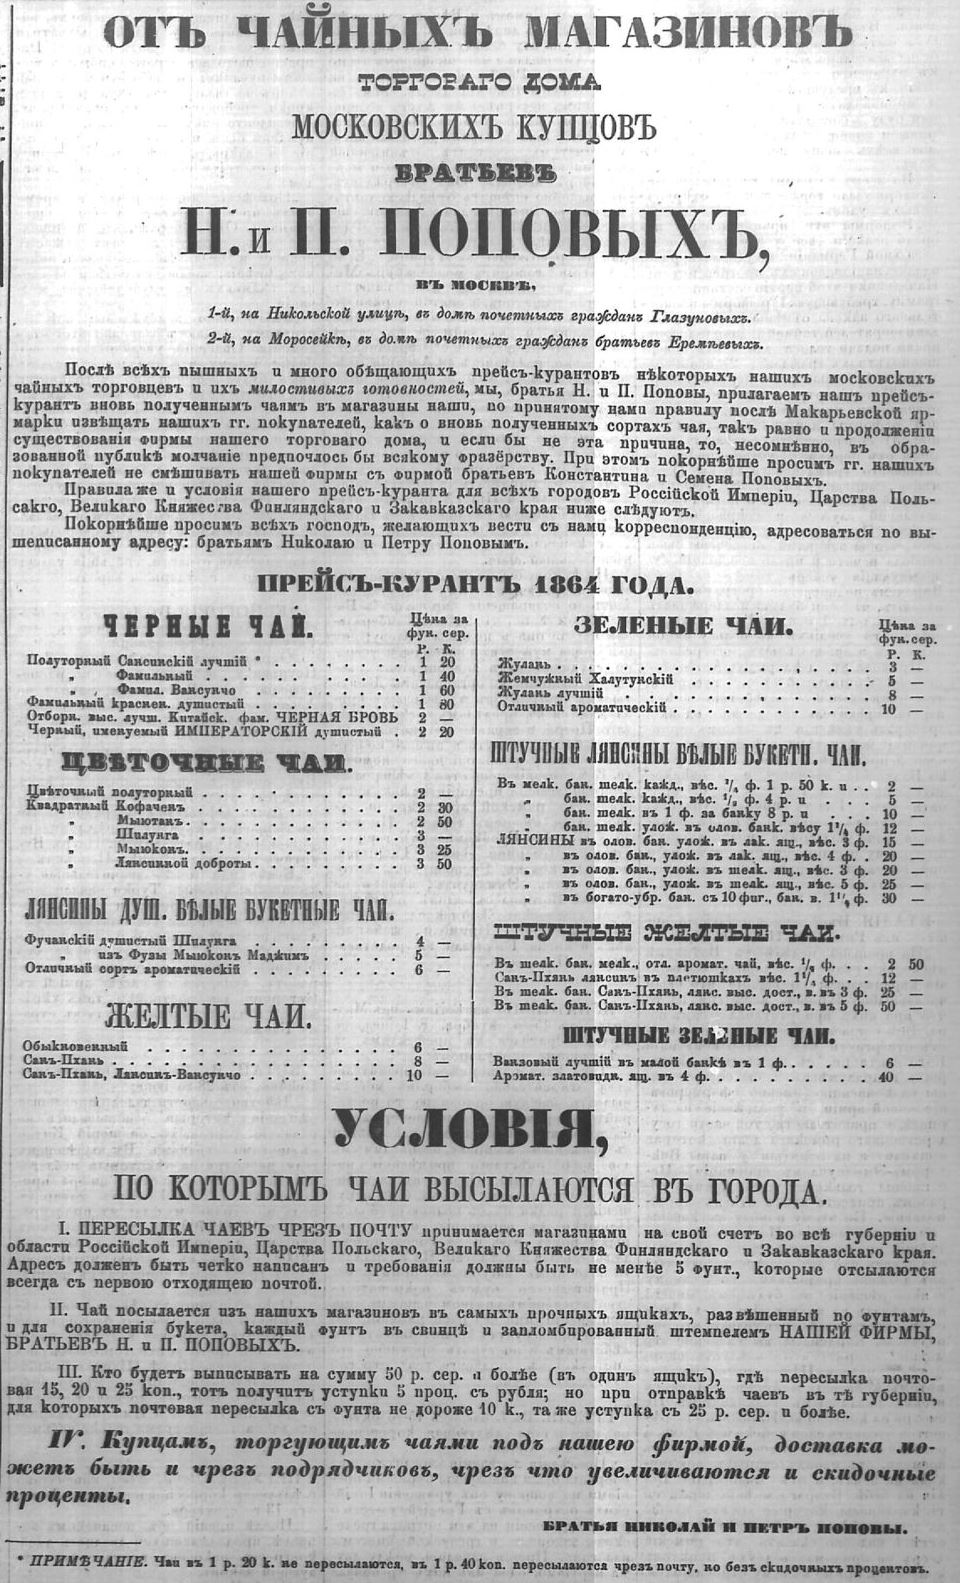 ОТЪ ЧАЙНЫХЪ МАГАЗИНОВЪ
ТОРГОВАГО ДОМА
МОСКОВСКИХЪ КУПЦОВЪ
БРАТЬЕВЪ
Н. и П. ПОПОВЫХЪ,
ВЪ МОСКВѢ,
1-й, на Никольской улицѣ, въ домѣ почетныхъ гражданъ Глазуновыхъ.
2-й, на Моросейкѣ, въ домѣ почетныхъ гражданъ братьевъ Еремѣевыхъ.
Послѣ всѣхъ пышныхъ и много обѣщающихъ прейсъ-курантовъ нѣкоторыхъ нашихъ московскихъ
чайныхъ торговцевъ и ихъ милостивыхъ готовностей, мы, братья Н. и П. Поповы, прилагаемъ нашъ прейсъ-
курантъ вновь полученнымъ чаямъ въ магазины наши, по принятому нами правилу послѣ Макарьевской яр-
марки извѣщать нашихъ гг. покупателей, какъ о вновь полученныхъ сортахъ чая, такъ равно и продолженіи
существованія фирмы нашего торговаго дома, и если бы не эта причина, то, несомнѣнно, въ обра-
зованной публикѣ молчаніе предпочлось бы всякому фразёрству. При этомъ покорнѣйше просимъ гг. нашихъ
покупателей не смѣшивать нашей фирмы съ фирмой братьевъ Константина и Семена Поповыхъ.
Правила же и условія нашего прейсъ-куранта для всѣхъ городовъ Россійской Имперіи, Царства Поль-
сакго, Великаго Княжества Финляндскаго и Закавказскаго края ниже слѣдуютъ.
Покорнѣйше просимъ всѣхъ господъ, желающихъ вести съ нами корреспонденцію, адресоваться по вы-
шеписанному адресу: братьямъ Николаю и Петру Поповымъ.
ПРЕЙСЪ-КУРАНТЪ 1864 ГОДА.
ЧЕРНЫЕ ЧАИ.
Цѣна за
фун. сер.
Р. К.
Полуторный Сансинскій лучшій * . . . . . . . 1 20
„ Фамильный . . . . . . . . . 1 40
„ Фамил. Вансунчо . . . . . . . . 1 60
Фамильный краснен. душистый . . . . . . . 1 80
Отборн. выс. лучш. Китайск. фам. ЧЕРНАЯ БРОВЬ 2 —
Черный, именуемый ИМПЕРАТОРСКІЙ душистый . 2 20
ЦВѢТОЧНЫЕ ЧАИ.
Цвѣточный полуторный . . . . . . . . . 2 —
Квадратный Кофаченъ . . . . . . . . . 2 30
„ Мыютанъ . . . . . . . . . 2 50
„ Шилунга . . . . . . . . . 3 —
„ Мыюконъ . . . . . . . . . 3 25
„ Лянсинной доброты . . . . . . . 3 50
ЛЯНСИНЫ ДУШ. БѢЛЫЕ БУКЕТНЫЕ ЧАИ.
Фучанскій душистый Шилунга . . . . . . . 4 —
„ изъ Фузы Мыюконъ Маджимъ . . . . . 5 —
Отличный сортъ ароматическій . . . . . . . 6 —
ЖЕЛТЫЕ ЧАИ.
Обыкновенный . . . . . . . . . . . 6 —
Санъ-Пханъ . . . . . . . . . . . . 8 —
Санъ-Пханъ, Лянсинъ-Вансунчо . . . . . . . 10 —
ЗЕЛЕНЫЕ ЧАИ.
Цѣна за
фун. сер.
Р. К.
Жуланъ . . . . . . . . . . . . . 3 —
Жемчужный Халутунскій . . . . . . . . . 5 —
Жуланъ лучшій . . . . . . . . . . . 8 —
Отличный ароматическій . . . . . . . . . 10 —
ШТУЧНЫЕ ЛЯНСИНЫ БѢЛЫЕ БУКЕТН. ЧАИ.
Въ мелк. бан. шелк. кажд., вѣс. 1/4 ф. 1 р. 50 к. и . . 2 —
„ бан. шелк. кажд., вѣс. 1/2 ф. 4 р. и . . . 5 —
„ бан. шелк. въ 1 ф. за банку 8 р. и . . . 10 —
„ бан. шелк. улож. въ олов. банк. вѣсу 1 1/4 ф. 12 —
ЛЯНСИНЫ въ олов. бан. улож. въ лак. ящ., вѣс. 3 ф. 15 —
„ въ олов. бан., улож. въ лак. ящ., вѣс. 4 ф. . 20 —
„ въ олов. бан., улож. въ шелк. ящ., вѣс. 3 ф. 20 —
„ въ олов. бан., улож. въ шелк. ящ., вѣс. 5 ф. 25 —
„ въ богато-убр. бан. съ 10 фиг., бан. в. ф. 30 —
ШТУЧНЫЕ ЖЕЛТЫЕ ЧАИ.
Въ шелк. бан. мелк., отл. аромат. чай, вѣс. 1/2 ф. . . 2 50
Санъ-Пхянъ лянсинъ въ плетюшкахъ вѣс. 1 1/4 ф. . . . 12 —
Въ шелк. бан. Санъ-Пхянъ, лянс. выс. дост., в. въ 3 ф. 25 —
Въ шелк. бан. Санъ-Пхянъ, лянс. выс. дост., в. въ 5 ф. 50 —
ШТУЧНЫЕ ЗЕЛЕНЫЕ ЧАИ.
Ванзовый лучшій въ малой банкѣ въ 1 ф. . . . . . 6 —
Аромат. златовидн. ящ. въ 4 ф. . . . . . . . . 40 —
УСЛОВІЯ,
ПО КОТОРЫМЪ ЧАИ ВЫСЫЛАЮТСЯ ВЪ ГОРОДА.
I. ПЕРЕСЫЛКА ЧАЕВЪ ЧРЕЗЪ ПОЧТУ принимается магазинами на свой счетъ во всѣ губерніи и
области Россійской Имперіи, Царства Польскаго, Великаго Княжества Финляндскаго и Закавказскаго края.
Адресъ долженъ быть четко написанъ и требованія должны быть не менѣе 5 фунт., которые отсылаются
всегда съ первою отходящею почтой.
II. Чай посылается изъ нашихъ магазиновъ въ самыхъ прочныхъ ящикахъ, развѣшенный по фунтамъ,
и для сохраненія букета, каждый фунтъ въ свинцѣ и запломбированный штемпелемъ НАШЕЙ ФИРМЫ,
БРАТЬЕВЪ Н. и П. ПОПОВЫХЪ.
III. Кто будетъ выписывать на сумму 50 р. сер. и болѣе (въ одинъ ящикъ), гдѣ пересылка почто-
вая 15, 20 и 25 коп., тотъ получитъ уступки 5 проц. съ рубля; но при отправкѣ чаевъ въ тѣ губерніи,
для которыхъ почтовая пересылка съ фунта не дороже 10 к., та же уступка съ 25 р. сер. и болѣе.
IV. Купцамъ, торгующимъ чаями подъ нашею фирмой, доставка мо-
жетъ быть и чрезъ подрядчиковъ, чрезъ что увеличиваются и скидочные
проценты.
БРАТЬЯ НИКОЛАЙ И ПЕТРЪ ПОПОВЫ.
* ПРИМѢЧАНІЕ. Чаи въ 1 р. 20 к. не пересылаются, въ 1 р. 40 коп. пересылаются чрезъ почту, но безъ скидочныхъ процентовъ.